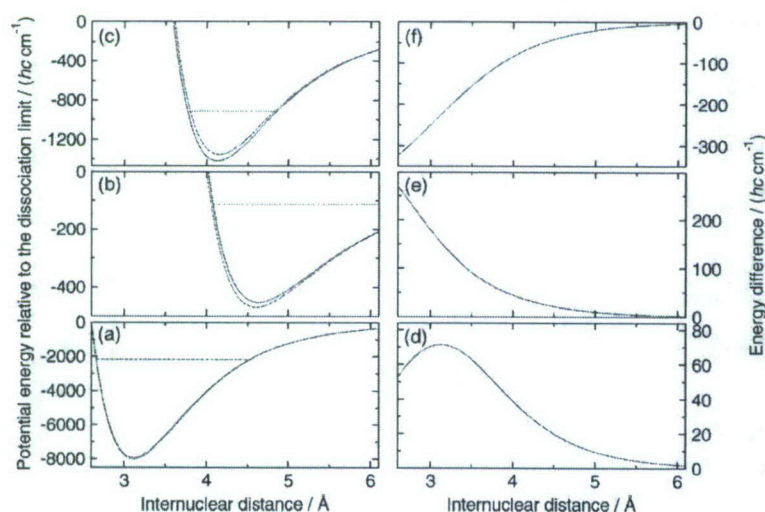 Potential energy relative to the dissociation limit / (hc cm⁻¹)
(c)
0
-400
-800
-1200
(b)
0
-200
-400
(a)
0
-2000
-4000
-6000
-8000
3 4 5 6
Internuclear distance / Å
(f)
0
-100
-200
-300
(e)
200
100
0
(d)
80
60
40
20
0
3 4 5 6
Internuclear distance / Å
Energy difference / (hc cm⁻¹)